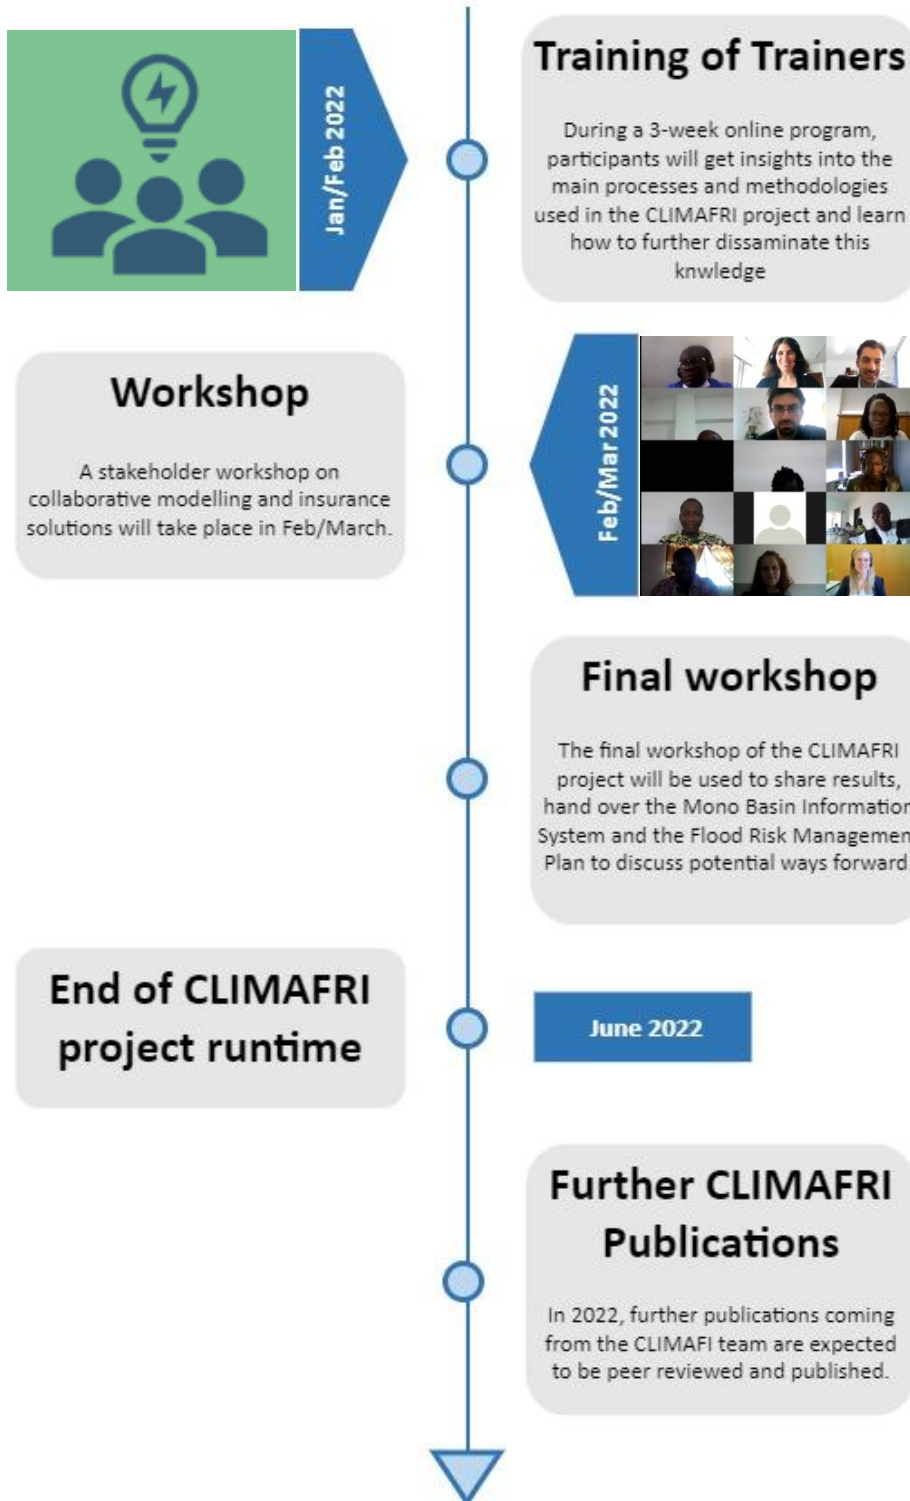 Jan/Feb 2022
Training of Trainers
During a 3-week online program,
participants will get insights into the
main processes and methodologies
used in the CLIMAFRI project and learn
how to further dissaminate this
knwledge
Workshop
A stakeholder workshop on
collaborative modelling and insurance
solutions will take place in Feb/March.
Feb/Mar 2022
Final workshop
The final workshop of the CLIMAFRI
project will be used to share results,
hand over the Mono Basin Information
System and the Flood Risk Managemen
Plan to discuss potential ways forward
End of CLIMAFRI
project runtime
June 2022
Further CLIMAFRI
Publications
In 2022, further publications coming
from the CLIMAFI team are expected
to be peer reviewed and published.